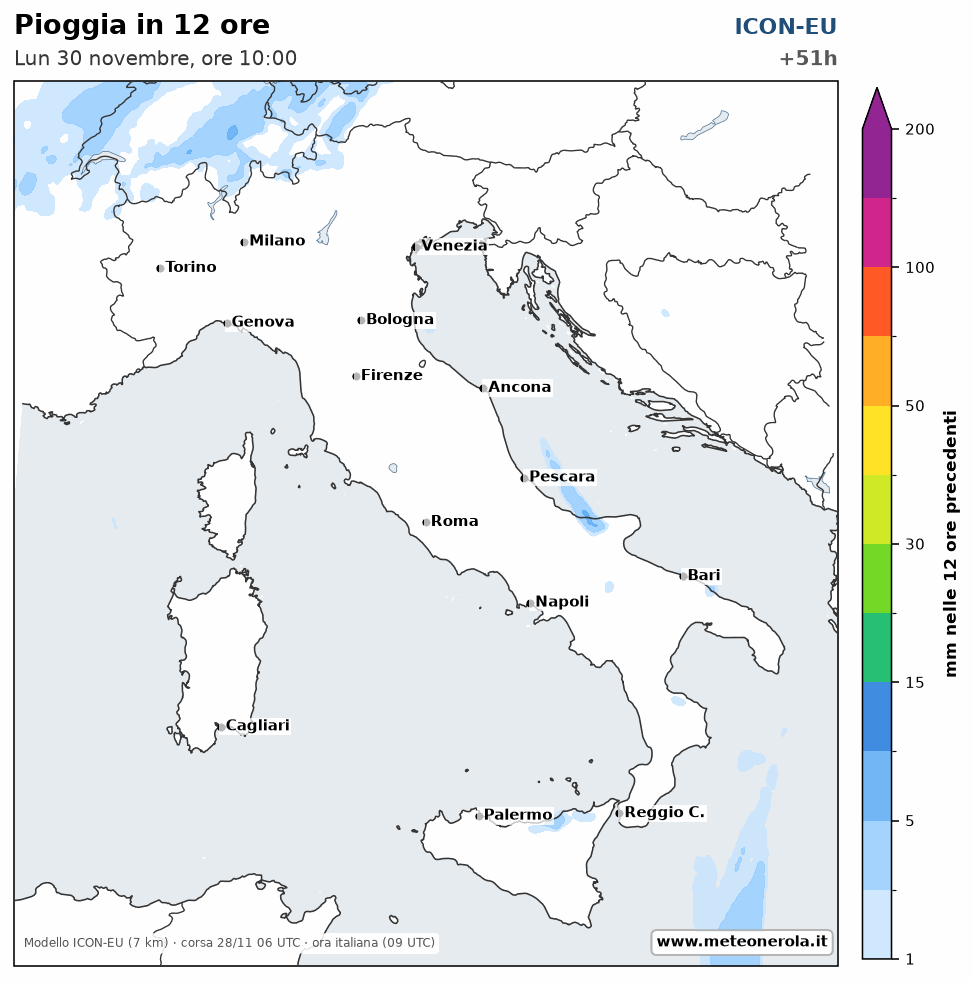 Pioggia in 12 ore
ICON-EU
Lun 30 novembre, ore 10:00
+51h
200
100
50
30
15
5
1
mm nelle 12 ore precedenti
Milano
Venezia
Torino
Genova
Bologna
Firenze
Ancona
Pescara
Roma
Bari
Napoli
Cagliari
Palermo
Reggio C.
Modello ICON-EU (7 km) · corsa 28/11 06 UTC · ora italiana (09 UTC)
www.meteonerola.it